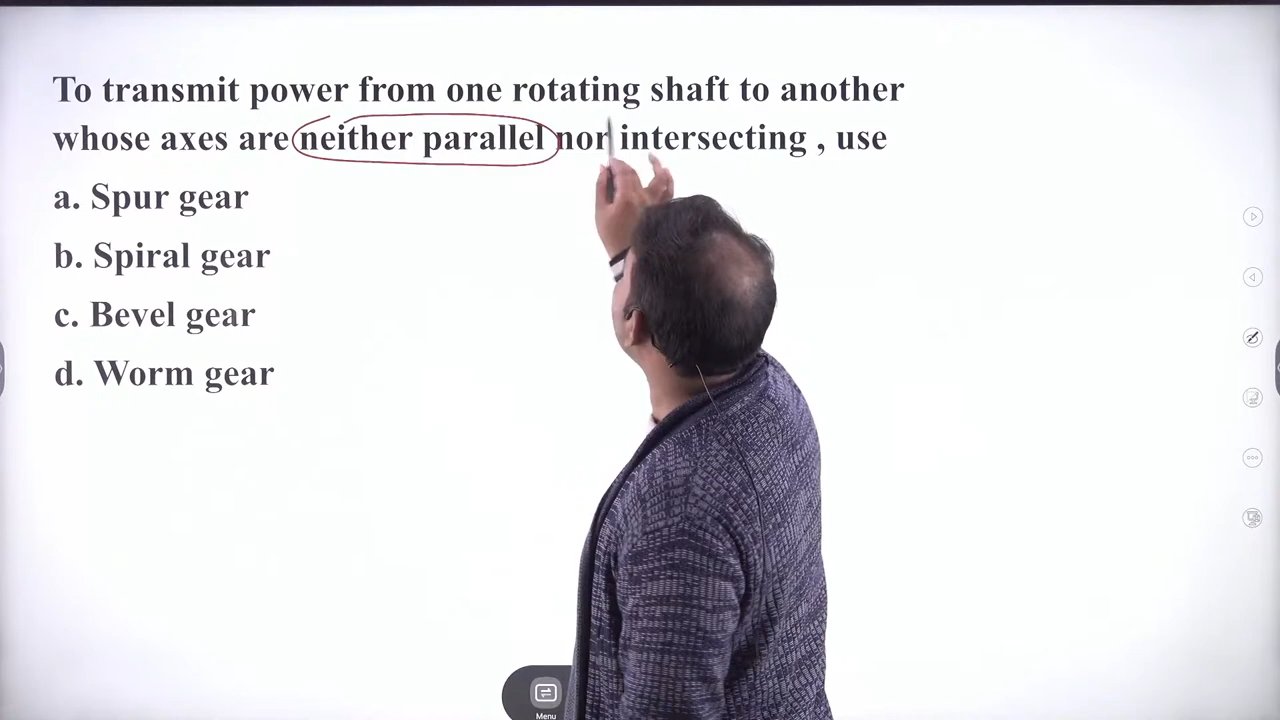 To transmit power from one rotating shaft to another
whose axes are neither parallel nor intersecting , use
a. Spur gear
b. Spiral gear
c. Bevel gear
d. Worm gear
Menu